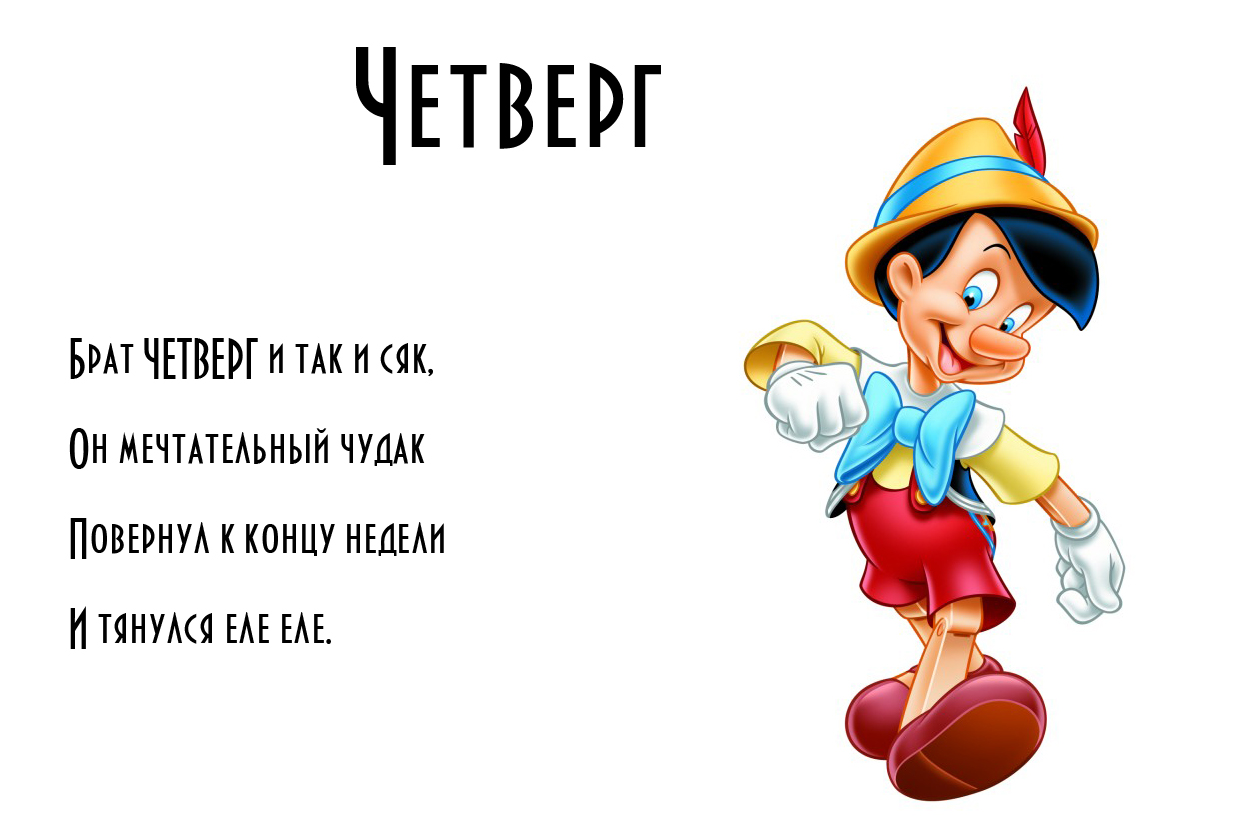 Четверг
Брат ЧЕТВЕРГ и так и сяк,
Он мечтательный чудак
Повернул к концу недели
И тянулся еле еле.